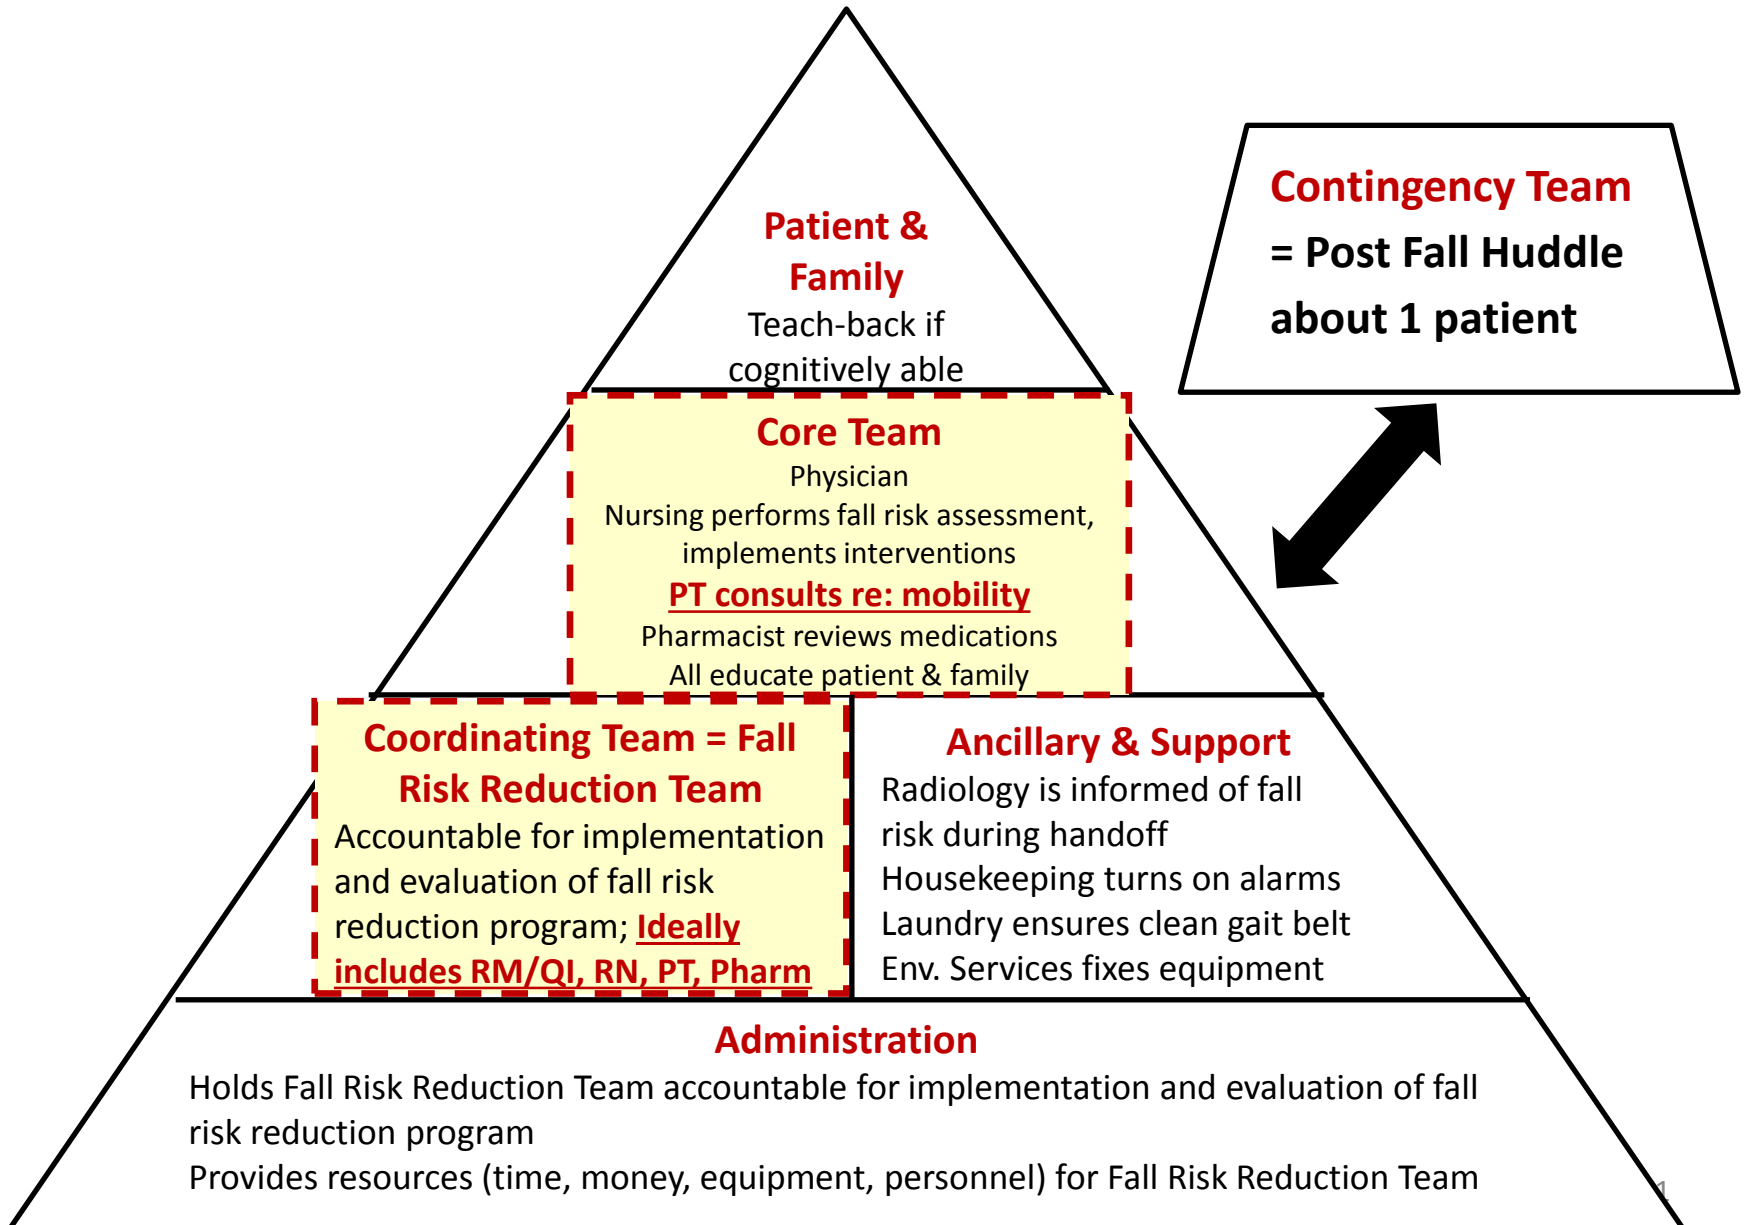 Patient &
Family
Teach-back if
cognitively able
Contingency Team
= Post Fall Huddle
about 1 patient
Core Team
Physician
Nursing performs fall risk assessment,
implements interventions
PT consults re: mobility
Pharmacist reviews medications
All educate patient & family
Coordinating Team = Fall
Risk Reduction Team
Accountable for implementation
and evaluation of fall risk
reduction program; Ideally
includes RM/QI, RN, PT, Pharm
Ancillary & Support
Radiology is informed of fall
risk during handoff
Housekeeping turns on alarms
Laundry ensures clean gait belt
Env. Services fixes equipment
Administration
Holds Fall Risk Reduction Team accountable for implementation and evaluation of fall
risk reduction program
Provides resources (time, money, equipment, personnel) for Fall Risk Reduction Team
1